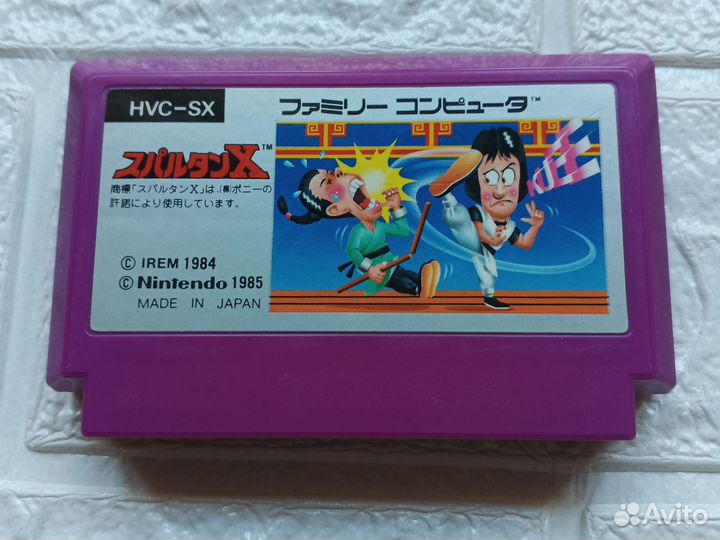 HVC-SX
ファミリー コンピュータ™
スパルタンX™
商標「スパルタンX」は、(株)ポニーの
許諾により使用しています。
© IREM 1984
© Nintendo 1985
MADE IN JAPAN
Avito